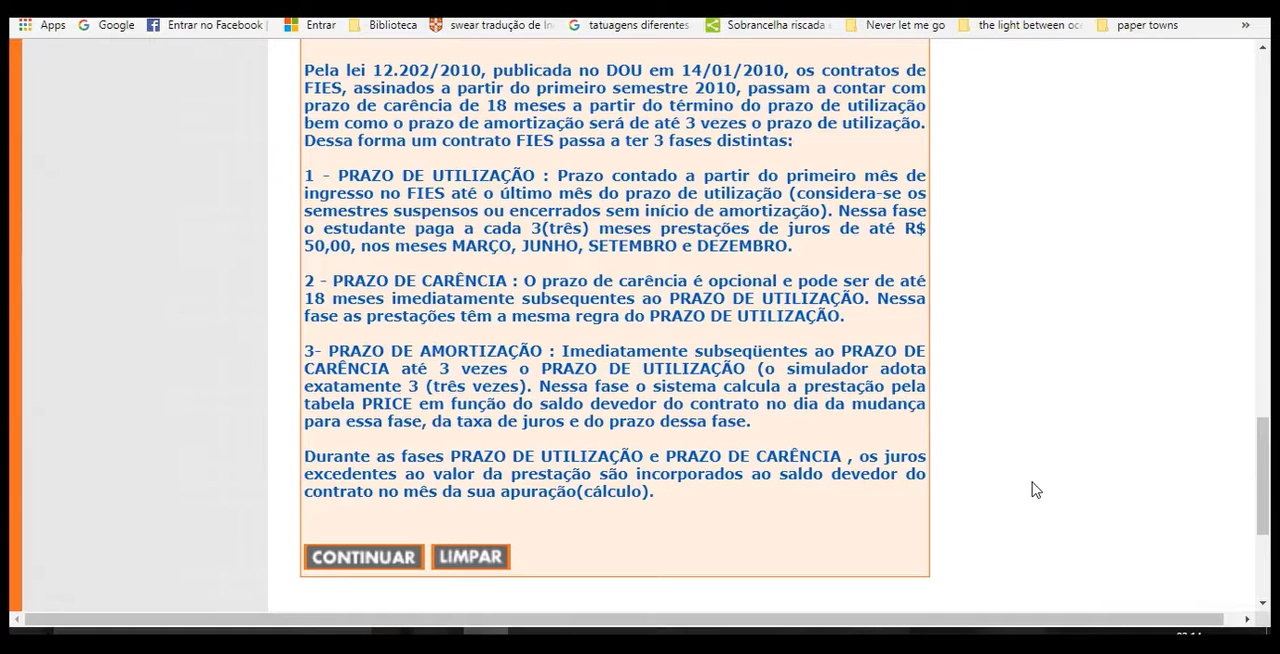 Apps Google Entrar no Facebook Entrar Biblioteca swear tradução de In tatuagens diferentes Sobrancelha riscada Never let me go the light between oce paper towns »
Pela lei 12.202/2010, publicada no DOU em 14/01/2010, os contratos de
FIES, assinados a partir do primeiro semestre 2010, passam a contar com
prazo de carência de 18 meses a partir do término do prazo de utilização
bem como o prazo de amortização será de até 3 vezes o prazo de utilização.
Dessa forma um contrato FIES passa a ter 3 fases distintas:
1 - PRAZO DE UTILIZAÇÃO : Prazo contado a partir do primeiro mês de
ingresso no FIES até o último mês do prazo de utilização (considera-se os
semestres suspensos ou encerrados sem início de amortização). Nessa fase
o estudante paga a cada 3(três) meses prestações de juros de até R$
50,00, nos meses MARÇO, JUNHO, SETEMBRO e DEZEMBRO.
2 - PRAZO DE CARÊNCIA : O prazo de carência é opcional e pode ser de até
18 meses imediatamente subsequentes ao PRAZO DE UTILIZAÇÃO. Nessa
fase as prestações têm a mesma regra do PRAZO DE UTILIZAÇÃO.
3- PRAZO DE AMORTIZAÇÃO : Imediatamente subseqüentes ao PRAZO DE
CARÊNCIA até 3 vezes o PRAZO DE UTILIZAÇÃO (o simulador adota
exatamente 3 (três vezes). Nessa fase o sistema calcula a prestação pela
tabela PRICE em função do saldo devedor do contrato no dia da mudança
para essa fase, da taxa de juros e do prazo dessa fase.
Durante as fases PRAZO DE UTILIZAÇÃO e PRAZO DE CARÊNCIA , os juros
excedentes ao valor da prestação são incorporados ao saldo devedor do
contrato no mês da sua apuração(cálculo).
CONTINUAR LIMPAR